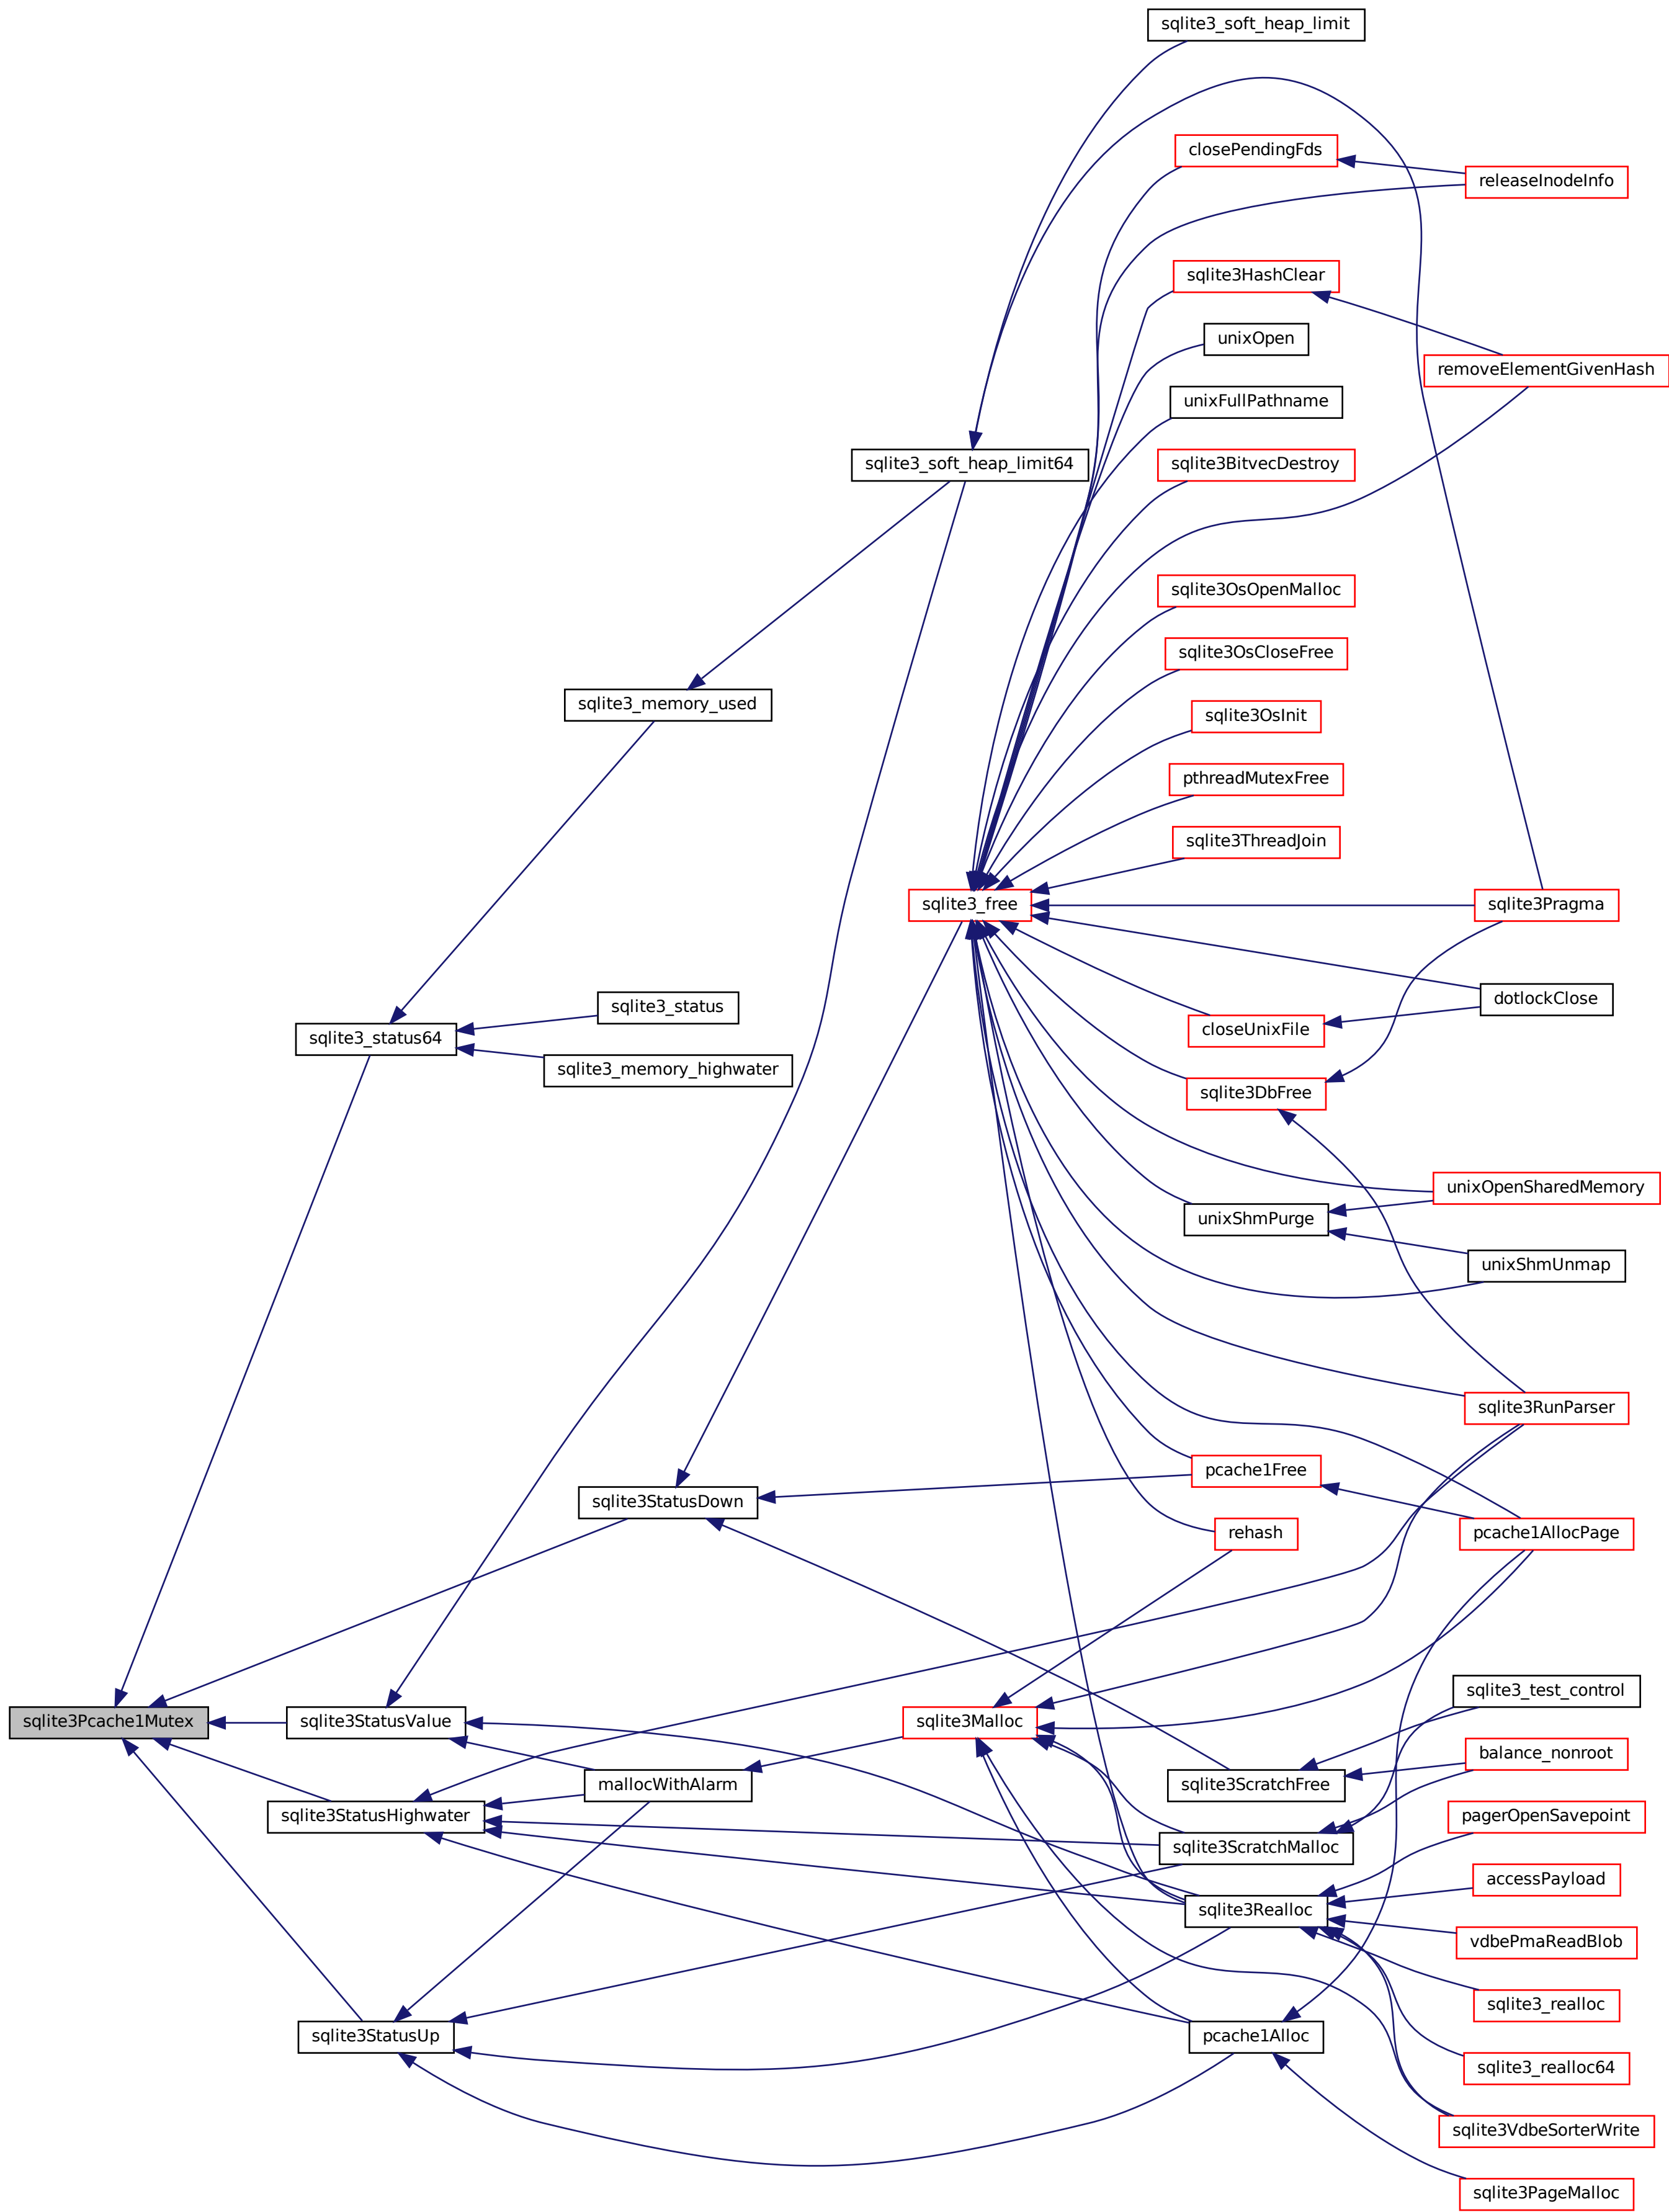 sqlite3_soft_heap_limit
closePendingFds
releaseInodeInfo
sqlite3HashClear
unixOpen
removeElementGivenHash
unixFullPathname
sqlite3_soft_heap_limit64
sqlite3BitvecDestroy
sqlite3OsOpenMalloc
sqlite3OsCloseFree
sqlite3_memory_used
sqlite3OsInit
pthreadMutexFree
sqlite3ThreadJoin
sqlite3_free
sqlite3Pragma
dotlockClose
sqlite3_status
closeUnixFile
sqlite3_status64
sqlite3_memory_highwater
sqlite3DbFree
unixOpenSharedMemory
unixShmPurge
unixShmUnmap
sqlite3RunParser
pcache1Free
sqlite3StatusDown
rehash
pcache1AllocPage
sqlite3_test_control
sqlite3Pcache1Mutex
sqlite3StatusValue
sqlite3Malloc
balance_nonroot
mallocWithAlarm
sqlite3ScratchFree
sqlite3StatusHighwater
pagerOpenSavepoint
sqlite3ScratchMalloc
accessPayload
sqlite3Realloc
vdbePmaReadBlob
sqlite3_realloc
sqlite3StatusUp
pcache1Alloc
sqlite3_realloc64
sqlite3VdbeSorterWrite
sqlite3PageMalloc